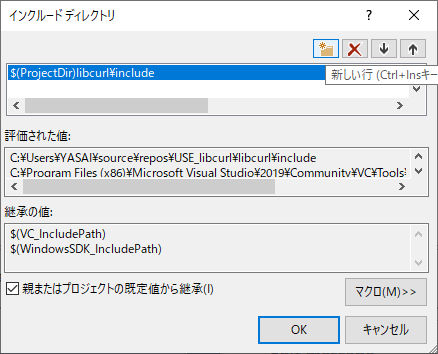 インクルード ディレクトリ
$(ProjectDir)libcurl¥include
新しい行 (Ctrl+Insキー
評価された値:
C:¥Users¥YASAI¥source¥repos¥USE_libcurl¥libcurl¥include
C:¥Program Files (x86)¥Microsoft Visual Studio¥2019¥Community¥VC¥Tools¥
継承の値:
$(VC_IncludePath)
$(WindowsSDK_IncludePath)
親またはプロジェクトの既定値から継承(I)
マクロ(M)>>
OK
キャンセル